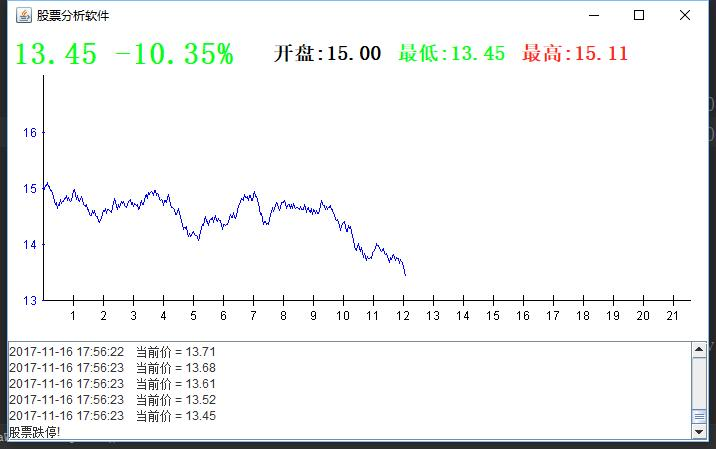 股票分析软件
13.45 -10.35% 开盘:15.00 最低:13.45 最高:15.11
16
15
14
13
1 2 3 4 5 6 7 8 9 10 11 12 13 14 15 16 17 18 19 20 21
2017-11-16 17:56:22 当前价 = 13.71
2017-11-16 17:56:23 当前价 = 13.68
2017-11-16 17:56:23 当前价 = 13.61
2017-11-16 17:56:23 当前价 = 13.52
2017-11-16 17:56:23 当前价 = 13.45
股票跌停!